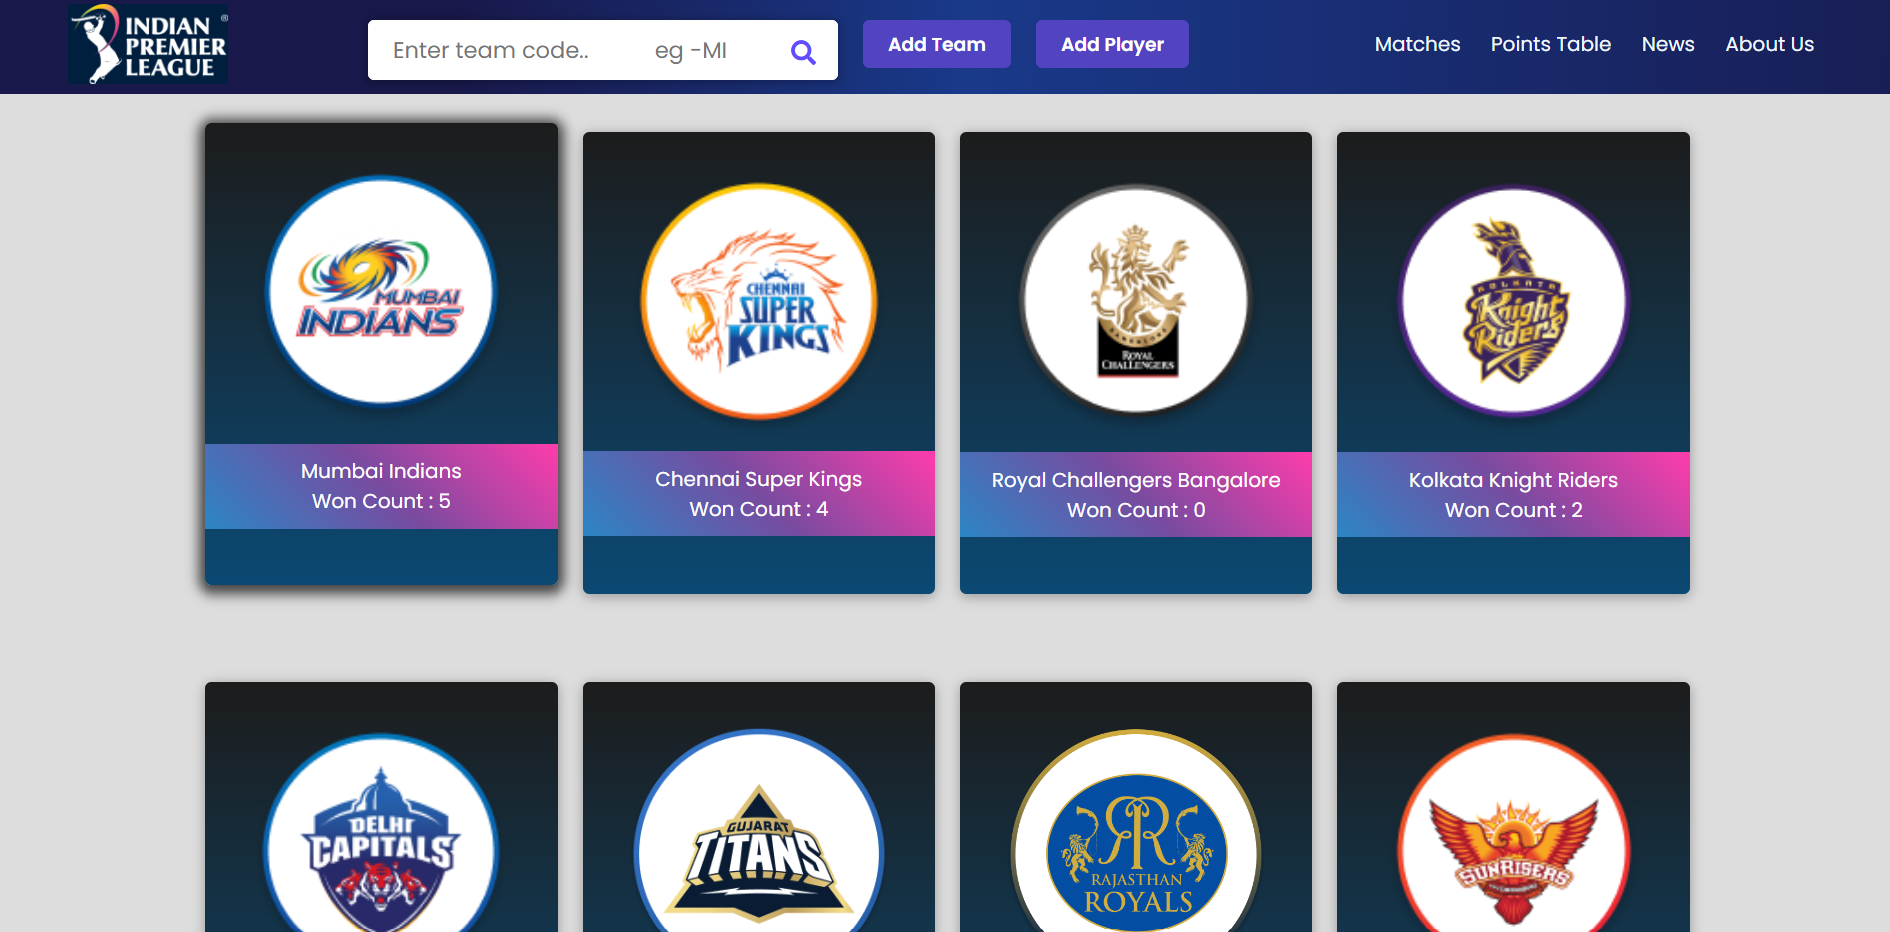 INDIAN
PREMIER
LEAGUE
®
Enter team code.. eg -MI
Add Team
Add Player
Matches
Points Table
News
About Us
MUMBAI
INDIANS
Mumbai Indians
Won Count : 5
CHENNAI
SUPER
KINGS
Chennai Super Kings
Won Count : 4
BANGALORE
ROYAL
CHALLENGERS
Royal Challengers Bangalore
Won Count : 0
KOLKATA
Knight
Riders
Kolkata Knight Riders
Won Count : 2
DELHI
CAPITALS
GUJARAT
TITANS
RR
RAJASTHAN
ROYALS
SUNRISERS